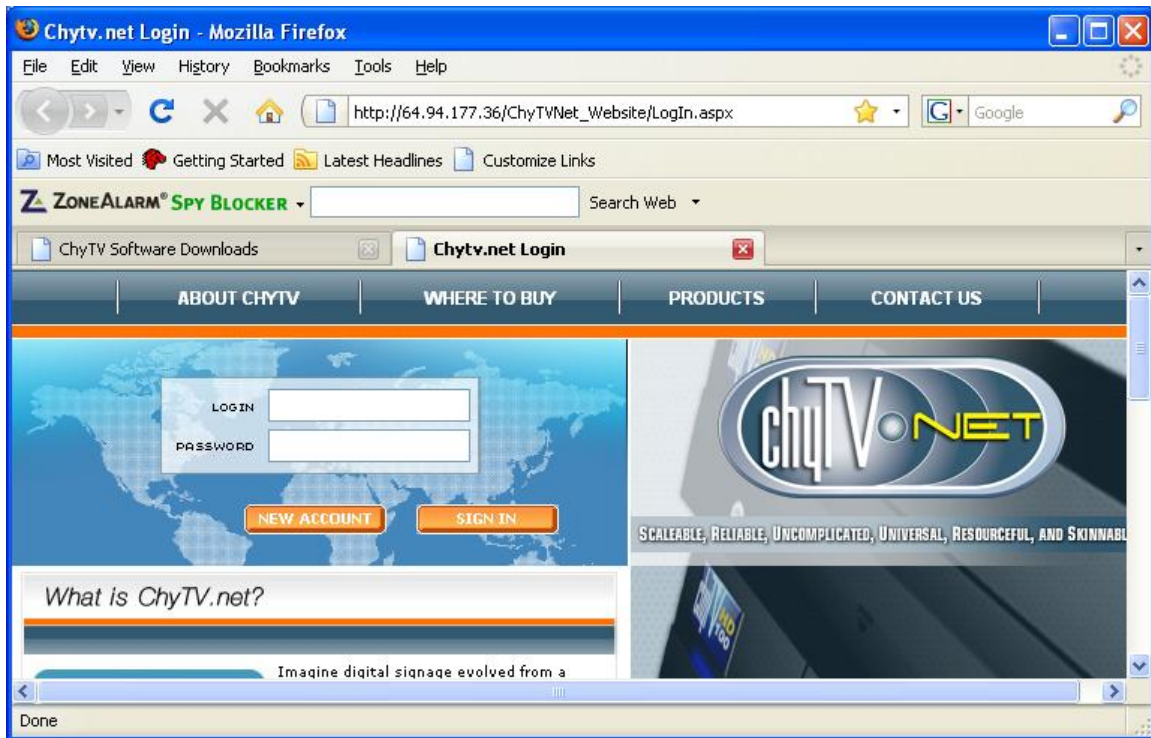 Chytv.net Login - Mozilla Firefox
File Edit View History Bookmarks Tools Help
http://64.94.177.36/ChyTVNet_Website/LogIn.aspx G Google
Most Visited Getting Started Latest Headlines Customize Links
ZONEALARM® SPY BLOCKER Search Web
ChyTV Software Downloads Chytv.net Login
ABOUT CHYTV WHERE TO BUY PRODUCTS CONTACT US
LOGIN
PASSWORD
NEW ACCOUNT SIGN IN
chyTV NET
SCALEABLE, RELIABLE, UNCOMPLICATED, UNIVERSAL, RESOURCEFUL, AND SKINNABL
What is ChyTV.net?
chyTV HD 100
Imagine digital signage evolved from a
Done